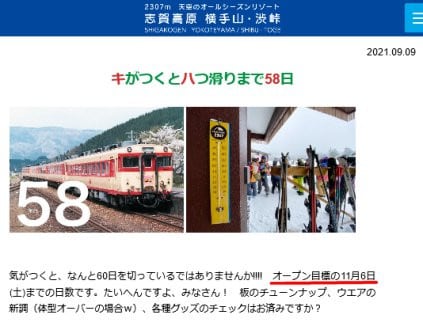 2307m 天空のオールシーズンリゾート
志賀高原 横手山・渋峠
SHIGAKOGEN YOKOTEYAMA / SHIBU-TOGE
2021.09.09
キがつくとハつ滑りまで58日
58
気がつくと、なんと60日を切っているではありませんか!!!!! オープン目標の11月6日
(土)までの日数です。たいへんですよ、みなさん！ 板のチューンナップ、ウエアの
新調（体型オーバーの場合ｗ）、各種グッズのチェックはお済みですか？